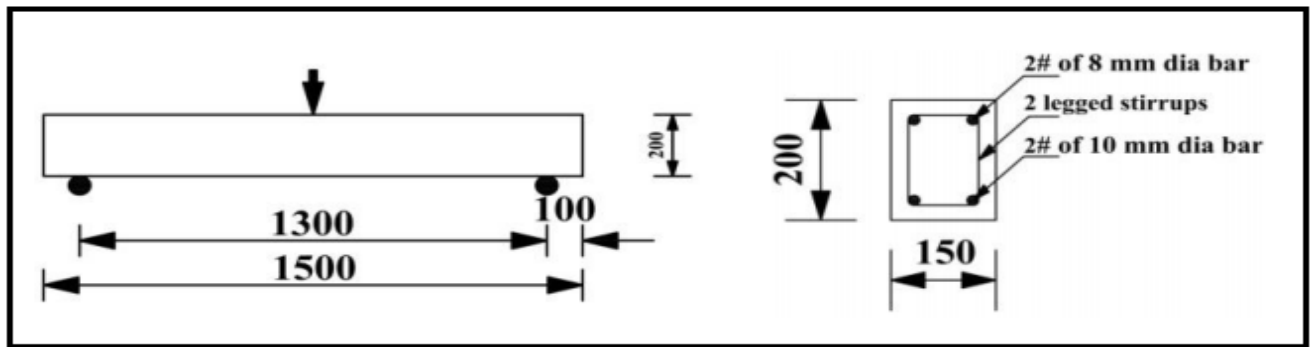 200
1300
100
1500
200
150
2# of 8 mm dia bar
2 legged stirrups
2# of 10 mm dia bar